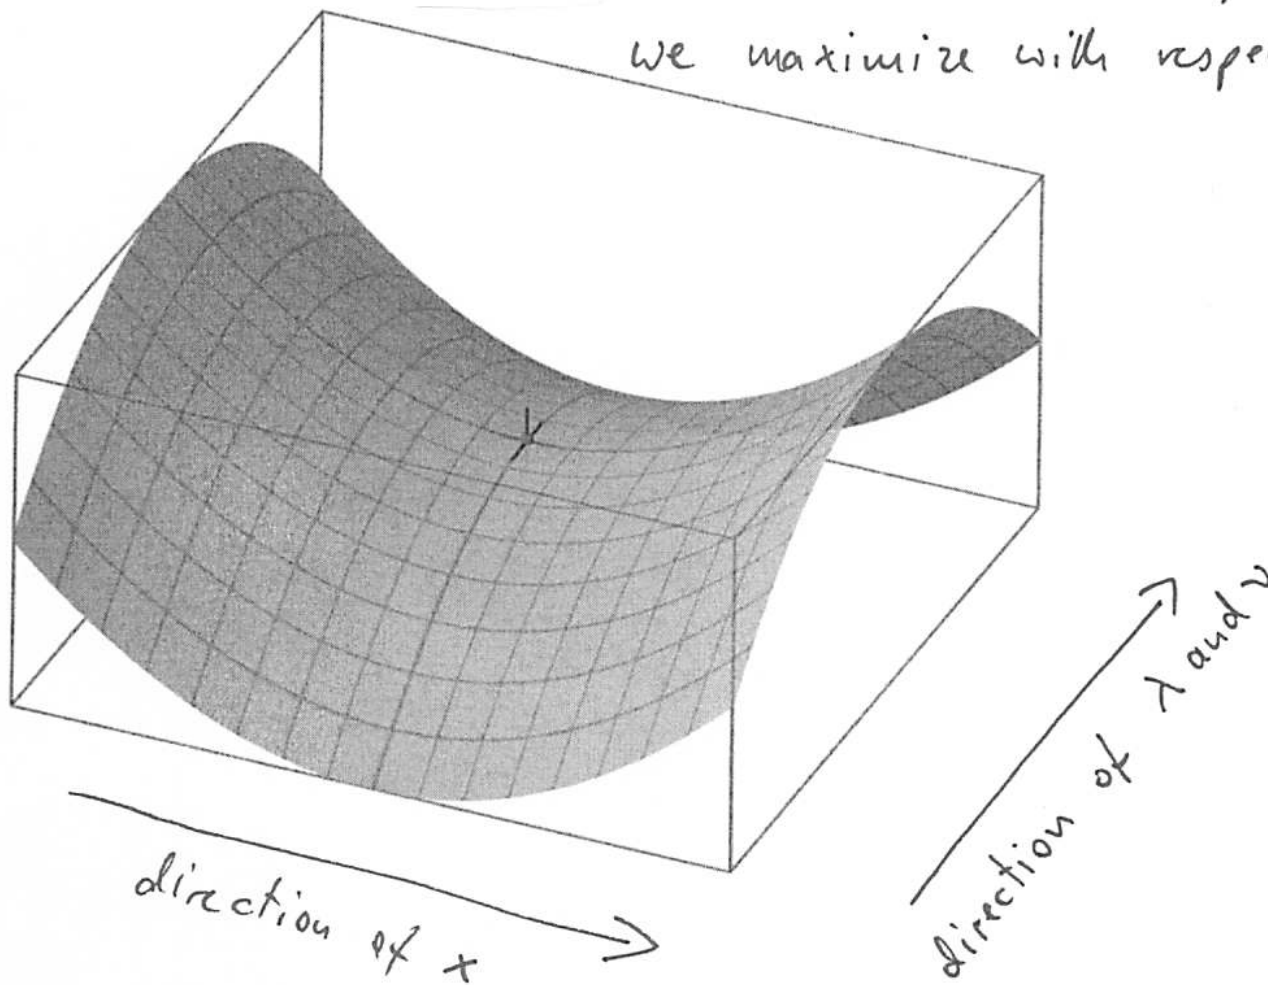 we maximize with respe
direction of x
direction of λ and ν